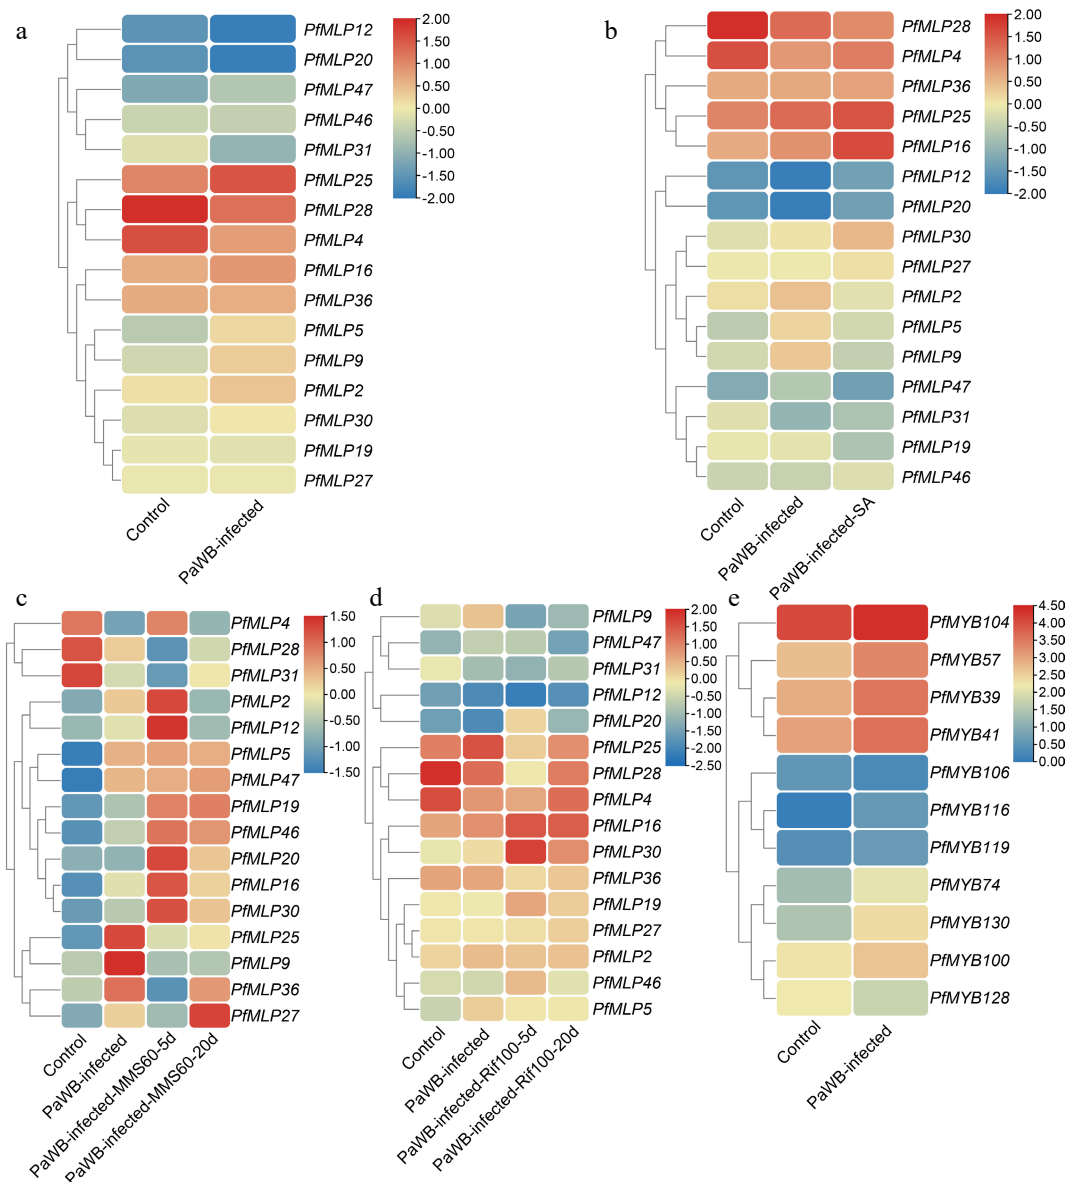 a
PfMLP12
PfMLP20
PfMLP47
PfMLP46
PfMLP31
PfMLP25
PfMLP28
PfMLP4
PfMLP16
PfMLP36
PfMLP5
PfMLP9
PfMLP2
PfMLP30
PfMLP19
PfMLP27
2.00
1.50
1.00
0.50
0.00
-0.50
-1.00
-1.50
-2.00
Control
PaWB-infected
b
PfMLP28
PfMLP4
PfMLP36
PfMLP25
PfMLP16
PfMLP12
PfMLP20
PfMLP30
PfMLP27
PfMLP2
PfMLP5
PfMLP9
PfMLP47
PfMLP31
PfMLP19
PfMLP46
2.00
1.50
1.00
0.50
0.00
-0.50
-1.00
-1.50
-2.00
Control
PaWB-infected
PaWB-infected-SA
c
PfMLP4
PfMLP28
PfMLP31
PfMLP2
PfMLP12
PfMLP5
PfMLP47
PfMLP19
PfMLP46
PfMLP20
PfMLP16
PfMLP30
PfMLP25
PfMLP9
PfMLP36
PfMLP27
1.50
1.00
0.50
0.00
-0.50
-1.00
-1.50
Control
PaWB-infected
PaWB-infected-MMS60-5d
PaWB-infected-MMS60-20d
d
PfMLP9
PfMLP47
PfMLP31
PfMLP12
PfMLP20
PfMLP25
PfMLP28
PfMLP4
PfMLP16
PfMLP30
PfMLP36
PfMLP19
PfMLP27
PfMLP2
PfMLP46
PfMLP5
2.00
1.50
1.00
0.50
0.00
-0.50
-1.00
-1.50
-2.00
-2.50
Control
PaWB-infected
PaWB-infected-Rif100-5d
PaWB-infected-Rif100-20d
e
PfMYB104
PfMYB57
PfMYB39
PfMYB41
PfMYB106
PfMYB116
PfMYB119
PfMYB74
PfMYB130
PfMYB100
PfMYB128
4.50
4.00
3.50
3.00
2.50
2.00
1.50
1.00
0.50
0.00
Control
PaWB-infected